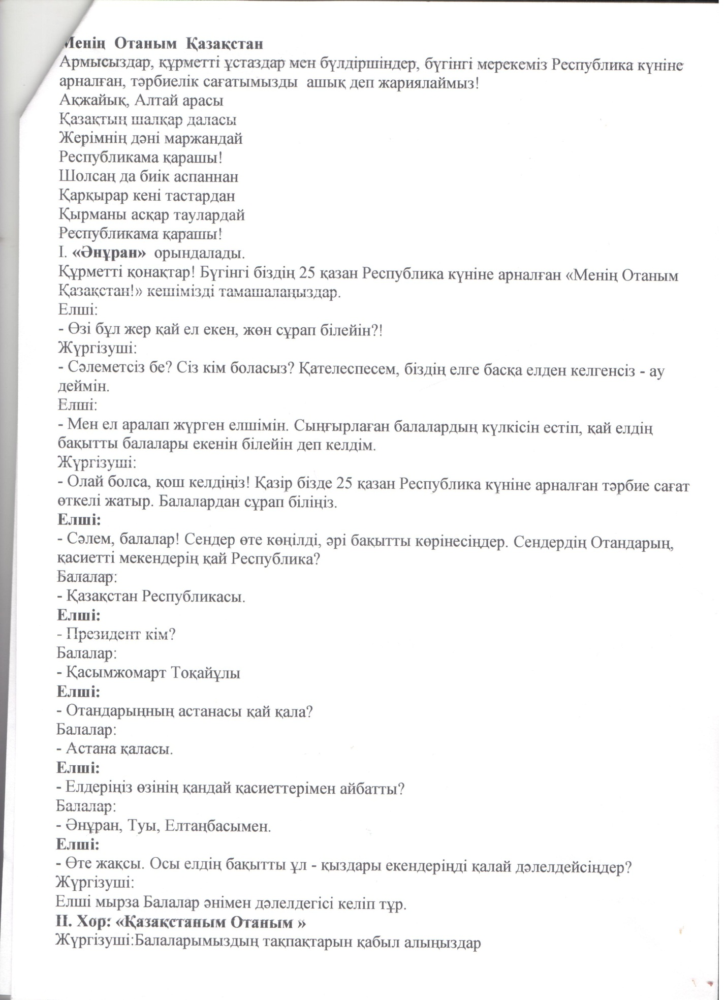 Менің Отаным Қазақстан
Армысыздар, құрметті ұстаздар мен бүлдіршіндер, бүгінгі мерекеміз Республика күніне
арналған, тәрбиелік сағатымызды ашық деп жариялаймыз!
Ақжайық, Алтай арасы
Қазақтың шалқар даласы
Жерімнің дәні маржандай
Республикама қарашы!
Шолсаң да биік аспаннан
Қарқырар кені тастардан
Қырманы асқар таулардай
Республикама қарашы!
І. «Әнұран» орындалады.
Құрметті қонақтар! Бүгінгі біздің 25 қазан Республика күніне арналған «Менің Отаным
Қазақстан!» кешімізді тамашалаңыздар.
Елші:
- Өзі бұл жер қай ел екен, жөн сұрап білейін?!
Жүргізуші:
- Сәлеметсіз бе? Сіз кім боласыз? Қателеспесем, біздің елге басқа елден келгенсіз - ау
деймін.
Елші:
- Мен ел аралап жүрген елшімін. Сыңғырлаған балалардың күлкісін естіп, қай елдің
бақытты балалары екенін білейін деп келдім.
Жүргізуші:
- Олай болса, қош келдіңіз! Қазір бізде 25 қазан Республика күніне арналған тәрбие сағат
өткелі жатыр. Балалардан сұрап біліңіз.
Елші:
- Сәлем, балалар! Сендер өте көңілді, әрі бақытты көрінесіңдер. Сендердің Отандарың,
қасиетті мекендерің қай Республика?
Балалар:
- Қазақстан Республикасы.
Елші:
- Президент кім?
Балалар:
- Қасымжомарт Тоқайұлы
Елші:
- Отандарыңның астанасы қай қала?
Балалар:
- Астана қаласы.
Елші:
- Елдеріңіз өзінің қандай қасиеттерімен айбатты?
Балалар:
- Әнұран, Туы, Елтаңбасымен.
Елші:
- Өте жақсы. Осы елдің бақытты ұл - қыздары екендеріңді қалай дәлелдейсіңдер?
Жүргізуші:
Елші мырза Балалар әнімен дәлелдегісі келіп тұр.
ІІ. Хор: «Қазақстаным Отаным »
Жүргізуші:Балаларымыздың тақпақтарын қабыл алыңыздар